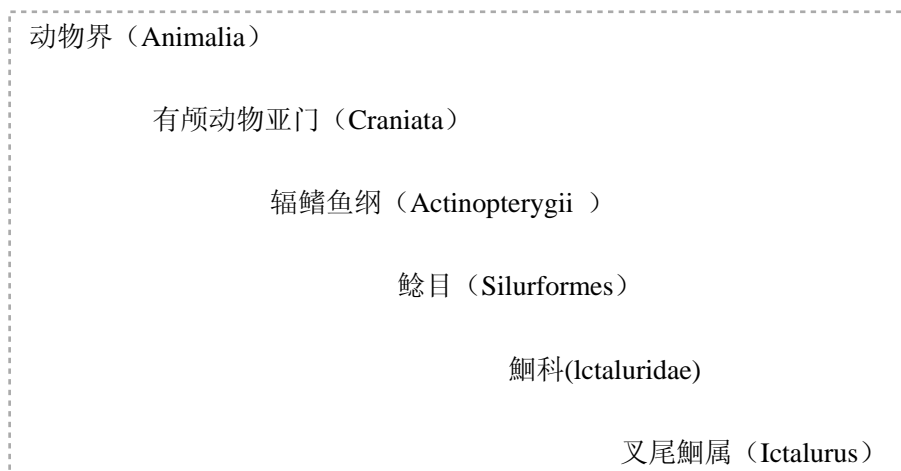 动物界（Animalia）
有颅动物亚门（Craniata）
辐鳍鱼纲（Actinopterygii ）
鲶目（Silurformes）
鮰科(lctaluridae)
叉尾鮰属（Ictalurus）